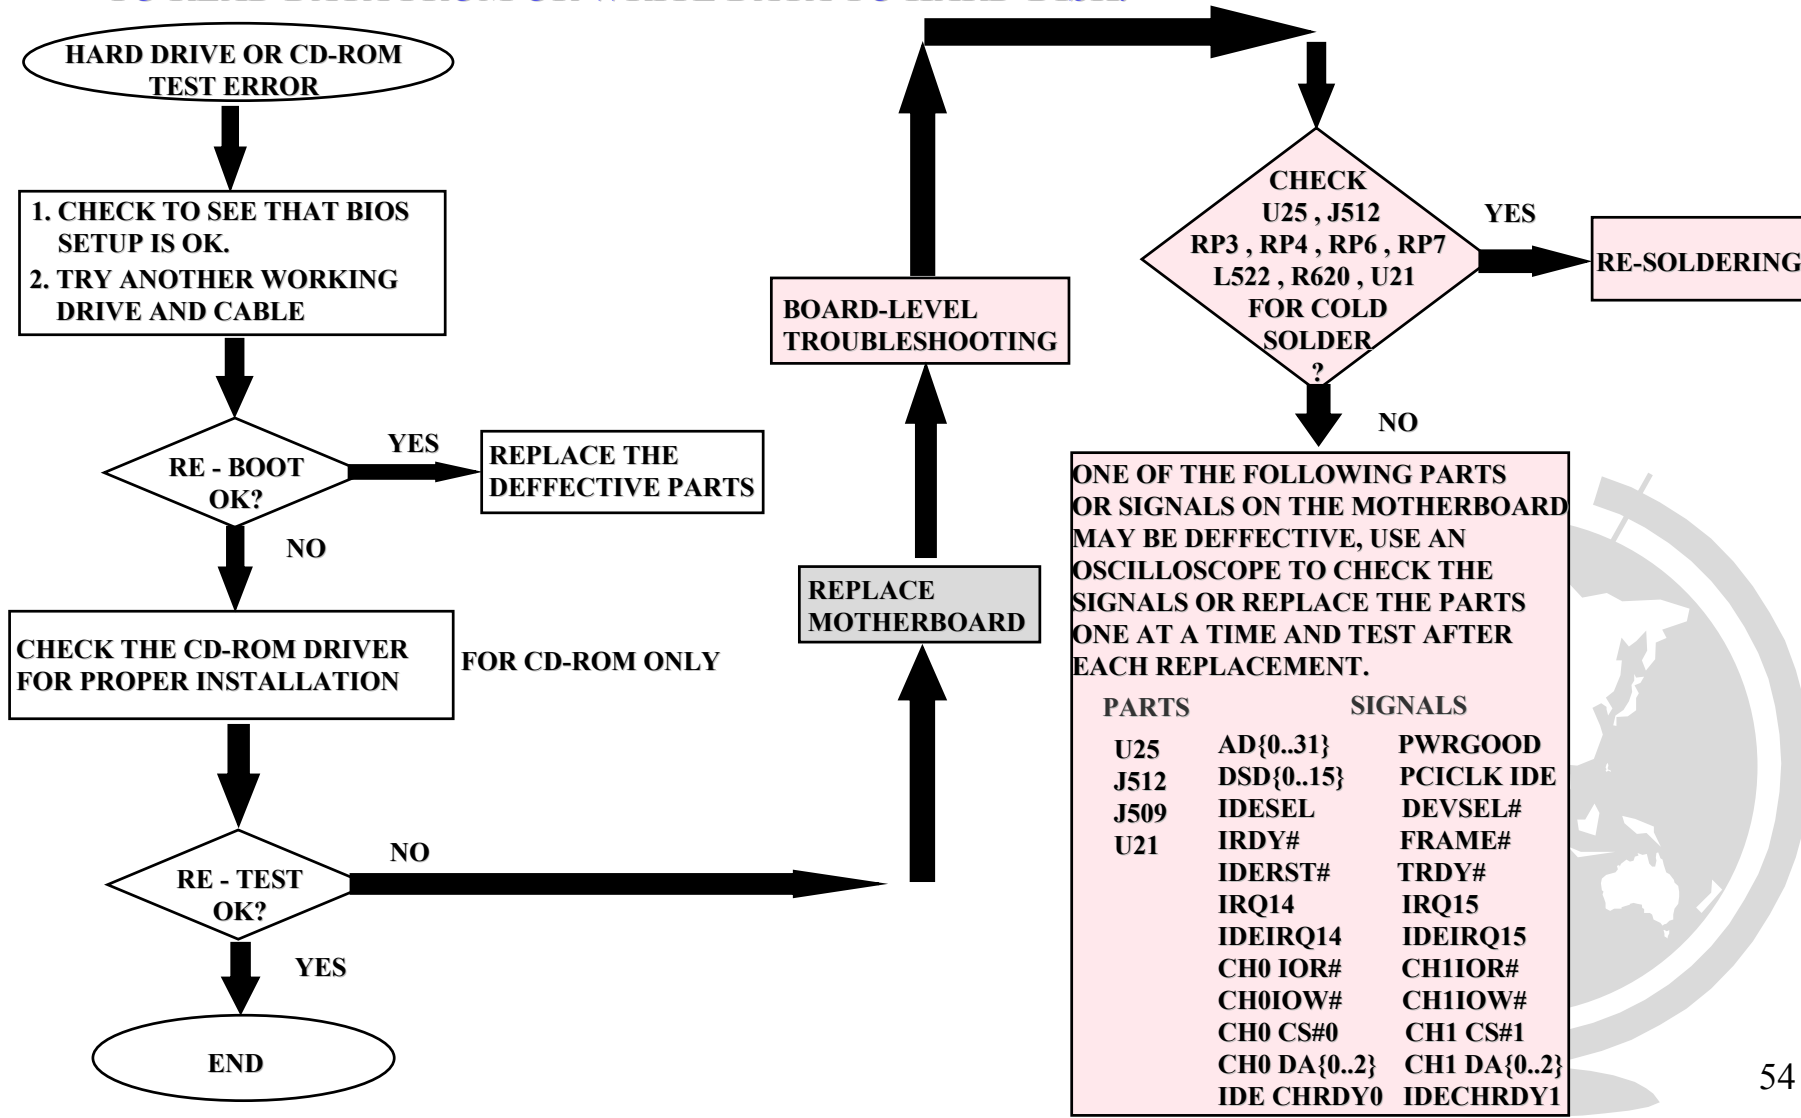 HARD DRIVE OR CD-ROM
TEST ERROR
1. CHECK TO SEE THAT BIOS
SETUP IS OK.
2. TRY ANOTHER WORKING
DRIVE AND CABLE
RE - BOOT
OK?
YES
REPLACE THE
DEFFECTIVE PARTS
NO
CHECK THE CD-ROM DRIVER
FOR PROPER INSTALLATION
FOR CD-ROM ONLY
RE - TEST
OK?
NO
YES
END
REPLACE
MOTHERBOARD
BOARD-LEVEL
TROUBLESHOOTING
CHECK
U25 , J512
RP3 , RP4 , RP6 , RP7
L522 , R620 , U21
FOR COLD
SOLDER
?
YES
RE-SOLDERING
NO
ONE OF THE FOLLOWING PARTS
OR SIGNALS ON THE MOTHERBOARD
MAY BE DEFFECTIVE, USE AN
OSCILLOSCOPE TO CHECK THE
SIGNALS OR REPLACE THE PARTS
ONE AT A TIME AND TEST AFTER
EACH REPLACEMENT.
PARTS SIGNALS
U25 AD{0..31} PWRGOOD
J512 DSD{0..15} PCICLK IDE
J509 IDESEL DEVSEL#
U21 IRDY# FRAME#
IDERST# TRDY#
IRQ14 IRQ15
IDEIRQ14 IDEIRQ15
CH0 IOR# CH1IOR#
CH0IOW# CH1IOW#
CH0 CS#0 CH1 CS#1
CH0 DA{0..2} CH1 DA{0..2}
IDE CHRDY0 IDECHRDY1
54